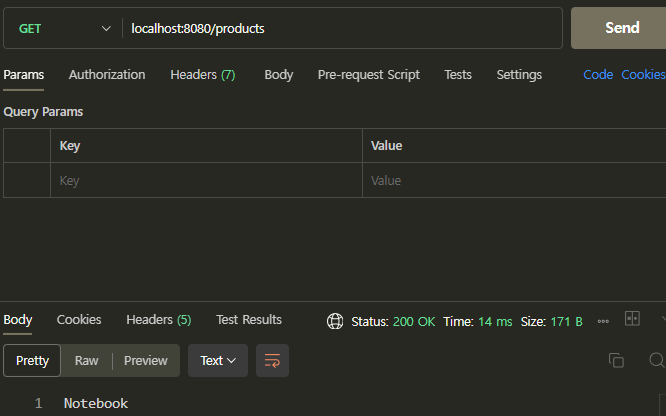 GET localhost:8080/products Send
Params Authorization Headers (7) Body Pre-request Script Tests Settings Code Cookies
Query Params
Key Value
Key Value
Body Cookies Headers (5) Test Results Status: 200 OK Time: 14 ms Size: 171 B
Pretty Raw Preview Text
1 Notebook